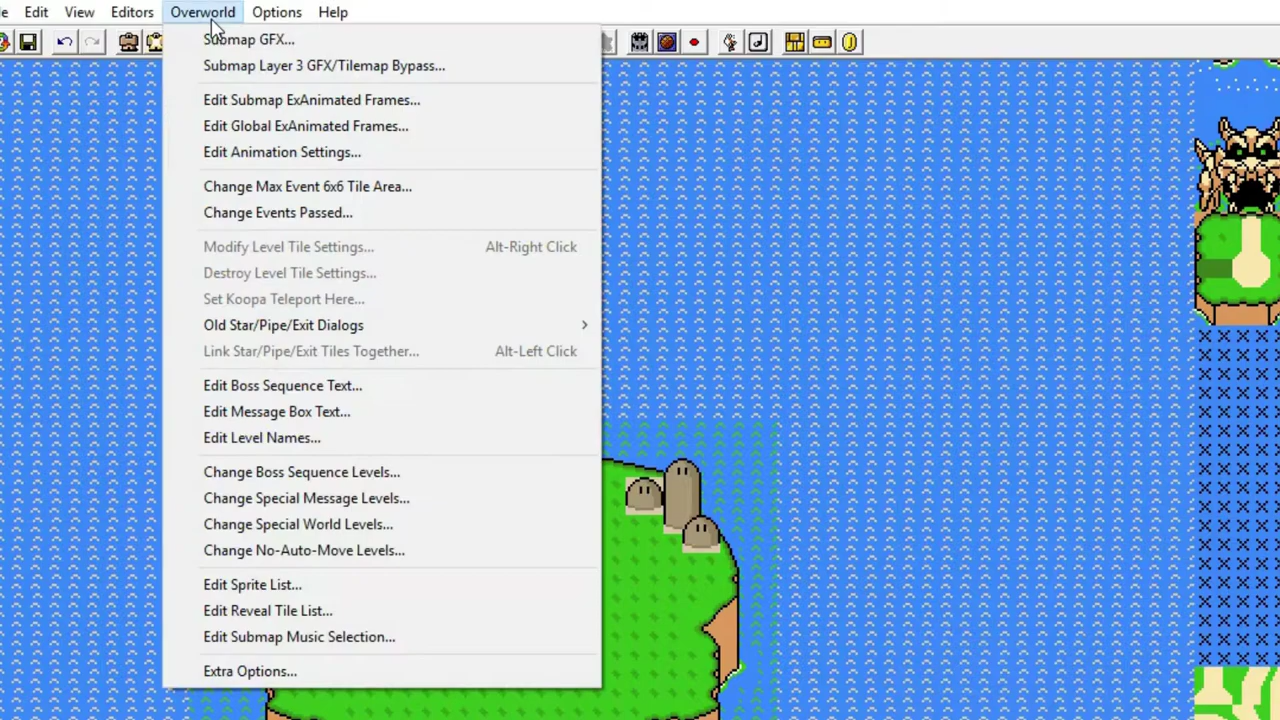 Edit View Editors Overworld Options Help
Submap GFX...
Submap Layer 3 GFX/Tilemap Bypass...
Edit Submap ExAnimated Frames...
Edit Global ExAnimated Frames...
Edit Animation Settings...
Change Max Event 6x6 Tile Area...
Change Events Passed...
Modify Level Tile Settings... Alt-Right Click
Destroy Level Tile Settings...
Set Koopa Teleport Here...
Old Star/Pipe/Exit Dialogs
Link Star/Pipe/Exit Tiles Together... Alt-Left Click
Edit Boss Sequence Text...
Edit Message Box Text...
Edit Level Names...
Change Boss Sequence Levels...
Change Special Message Levels...
Change Special World Levels...
Change No-Auto-Move Levels...
Edit Sprite List...
Edit Reveal Tile List...
Edit Submap Music Selection...
Extra Options...